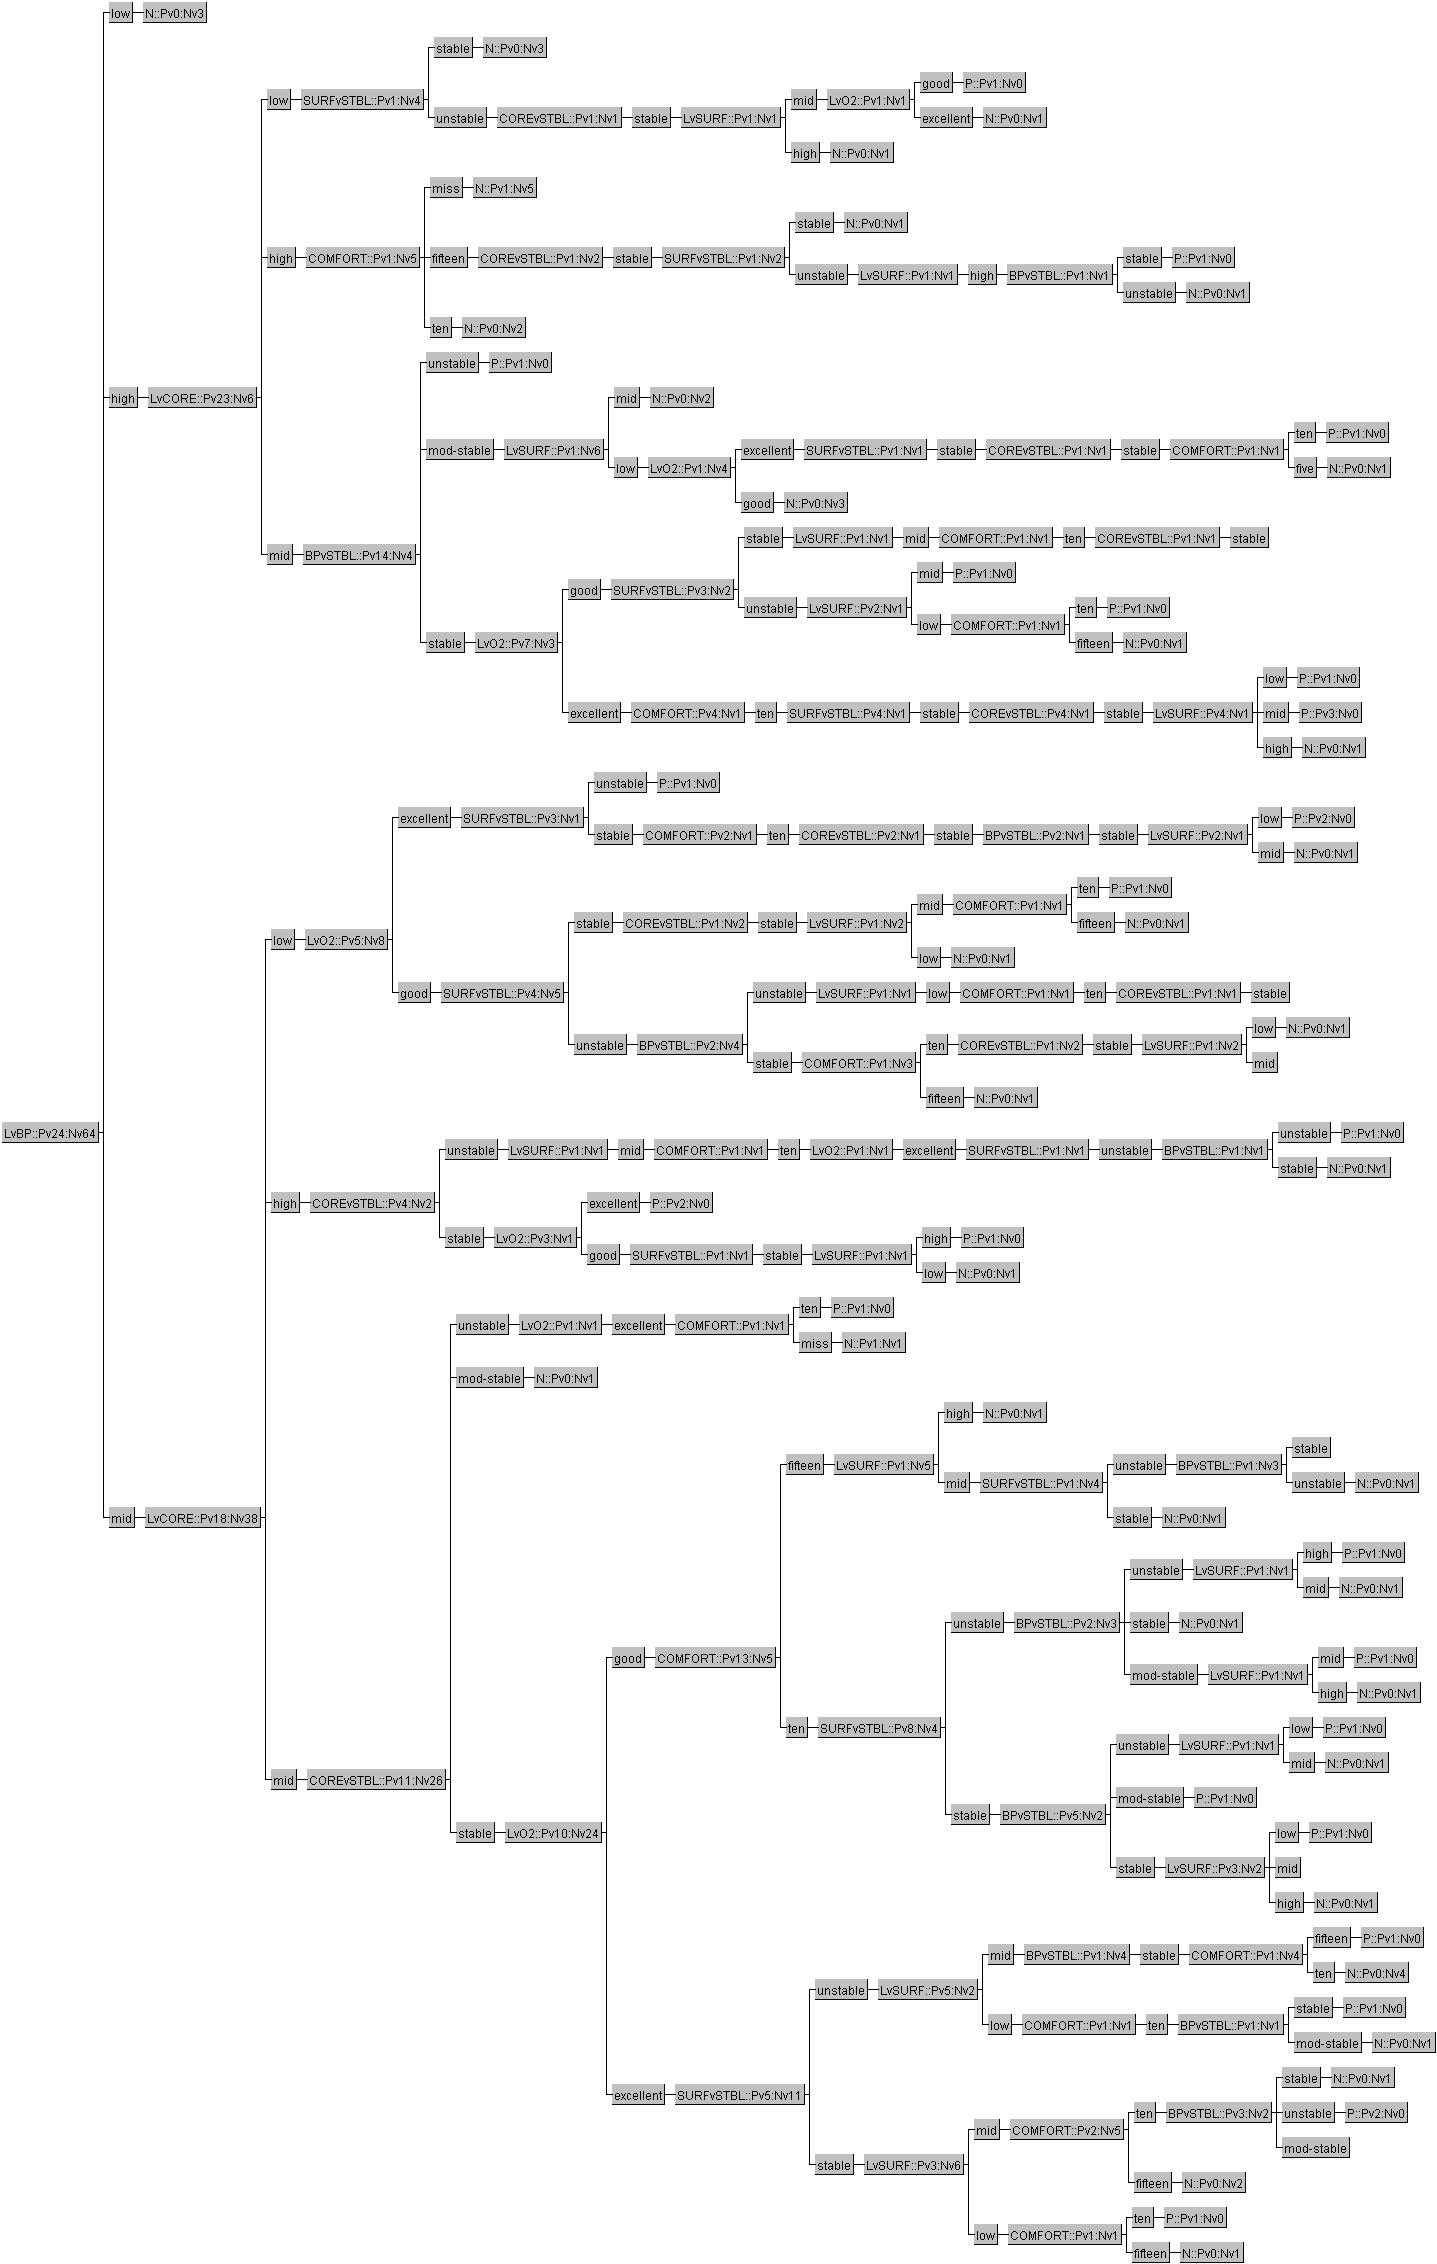 low N::Pv0:Nv3
stable N::Pv0:Nv3
good P::Pv1:Nv0
low SURFvSTBL::Pv1:Nv4 mid LvO2::Pv1:Nv1
unstable COREvSTBL::Pv1:Nv1 stable LvSURF::Pv1:Nv1 excellent N::Pv0:Nv1
high N::Pv0:Nv1
miss N::Pv1:Nv5
stable N::Pv0:Nv1
high COMFORT::Pv1:Nv5 fifteen COREvSTBL::Pv1:Nv2 stable SURFvSTBL::Pv1:Nv2 stable P::Pv1:Nv0
unstable LvSURF::Pv1:Nv1 high BPvSTBL::Pv1:Nv1
unstable N::Pv0:Nv1
ten N::Pv0:Nv2
unstable P::Pv1:Nv0
high LvCORE::Pv23:Nv6 mid N::Pv0:Nv2
ten P::Pv1:Nv0
mod-stable LvSURF::Pv1:Nv6 excellent SURFvSTBL::Pv1:Nv1 stable COREvSTBL::Pv1:Nv1 stable COMFORT::Pv1:Nv1
low LvO2::Pv1:Nv4 five N::Pv0:Nv1
good N::Pv0:Nv3
stable LvSURF::Pv1:Nv1 mid COMFORT::Pv1:Nv1 ten COREvSTBL::Pv1:Nv1 stable
mid BPvSTBL::Pv14:Nv4
mid P::Pv1:Nv0
good SURFvSTBL::Pv3:Nv2
unstable LvSURF::Pv2:Nv1 ten P::Pv1:Nv0
low COMFORT::Pv1:Nv1
stable LvO2::Pv7:Nv3 fifteen N::Pv0:Nv1
low P::Pv1:Nv0
excellent COMFORT::Pv4:Nv1 ten SURFvSTBL::Pv4:Nv1 stable COREvSTBL::Pv4:Nv1 stable LvSURF::Pv4:Nv1 mid P::Pv3:Nv0
high N::Pv0:Nv1
unstable P::Pv1:Nv0
excellent SURFvSTBL::Pv3:Nv1 low P::Pv2:Nv0
stable COMFORT::Pv2:Nv1 ten COREvSTBL::Pv2:Nv1 stable BPvSTBL::Pv2:Nv1 stable LvSURF::Pv2:Nv1
mid N::Pv0:Nv1
ten P::Pv1:Nv0
mid COMFORT::Pv1:Nv1
stable COREvSTBL::Pv1:Nv2 stable LvSURF::Pv1:Nv2 fifteen N::Pv0:Nv1
low LvO2::Pv5:Nv8
low N::Pv0:Nv1
good SURFvSTBL::Pv4:Nv5 unstable LvSURF::Pv1:Nv1 low COMFORT::Pv1:Nv1 ten COREvSTBL::Pv1:Nv1 stable
low N::Pv0:Nv1
unstable BPvSTBL::Pv2:Nv4 ten COREvSTBL::Pv1:Nv2 stable LvSURF::Pv1:Nv2
stable COMFORT::Pv1:Nv3 mid
fifteen N::Pv0:Nv1
LvBP::Pv24:Nv64 unstable P::Pv1:Nv0
unstable LvSURF::Pv1:Nv1 mid COMFORT::Pv1:Nv1 ten LvO2::Pv1:Nv1 excellent SURFvSTBL::Pv1:Nv1 unstable BPvSTBL::Pv1:Nv1
stable N::Pv0:Nv1
high COREvSTBL::Pv4:Nv2 excellent P::Pv2:Nv0
stable LvO2::Pv3:Nv1 high P::Pv1:Nv0
good SURFvSTBL::Pv1:Nv1 stable LvSURF::Pv1:Nv1
low N::Pv0:Nv1
ten P::Pv1:Nv0
unstable LvO2::Pv1:Nv1 excellent COMFORT::Pv1:Nv1
miss N::Pv1:Nv1
mod-stable N::Pv0:Nv1
high N::Pv0:Nv1
stable
fifteen LvSURF::Pv1:Nv5 unstable BPvSTBL::Pv1:Nv3
mid SURFvSTBL::Pv1:Nv4 unstable N::Pv0:Nv1
mid LvCORE::Pv18:Nv38 stable N::Pv0:Nv1
high P::Pv1:Nv0
unstable LvSURF::Pv1:Nv1
mid N::Pv0:Nv1
unstable BPvSTBL::Pv2:Nv3 stable N::Pv0:Nv1
good COMFORT::Pv13:Nv5 mid P::Pv1:Nv0
mod-stable LvSURF::Pv1:Nv1
high N::Pv0:Nv1
ten SURFvSTBL::Pv8:Nv4 low P::Pv1:Nv0
unstable LvSURF::Pv1:Nv1
mid N::Pv0:Nv1
mid COREvSTBL::Pv11:Nv26
mod-stable P::Pv1:Nv0
stable BPvSTBL::Pv5:Nv2
stable LvO2::Pv10:Nv24 low P::Pv1:Nv0
stable LvSURF::Pv3:Nv2 mid
high N::Pv0:Nv1
fifteen P::Pv1:Nv0
mid BPvSTBL::Pv1:Nv4 stable COMFORT::Pv1:Nv4
ten N::Pv0:Nv4
unstable LvSURF::Pv5:Nv2
stable P::Pv1:Nv0
low COMFORT::Pv1:Nv1 ten BPvSTBL::Pv1:Nv1
mod-stable N::Pv0:Nv1
stable N::Pv0:Nv1
excellent SURFvSTBL::Pv5:Nv11
ten BPvSTBL::Pv3:Nv2 unstable P::Pv2:Nv0
mid COMFORT::Pv2:Nv5
mod-stable
stable LvSURF::Pv3:Nv6
fifteen N::Pv0:Nv2
ten P::Pv1:Nv0
low COMFORT::Pv1:Nv1
fifteen N::Pv0:Nv1